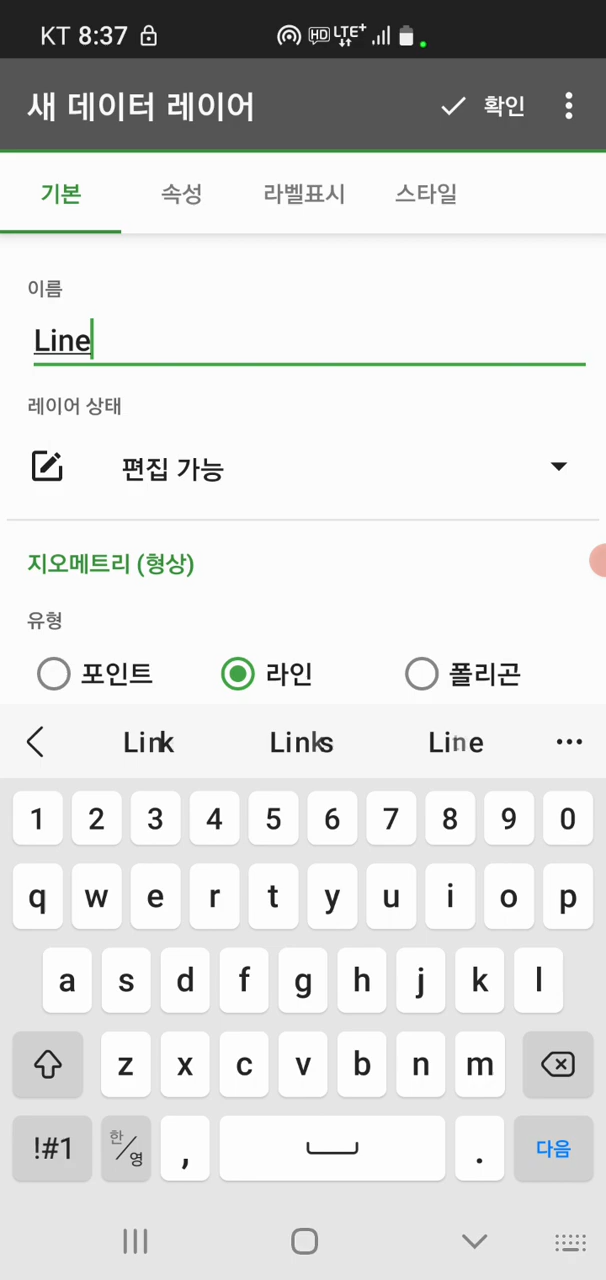 KT 8:37 HD LTE+
새 데이터 레이어 확인
기본 속성 라벨표시 스타일
이름
Line
레이어 상태
편집 가능
지오메트리 (형상)
유형
포인트 라인 폴리곤
Link Links Line
1 2 3 4 5 6 7 8 9 0
q w e r t y u i o p
a s d f g h j k l
z x c v b n m
!#1 한/영 , . 다음